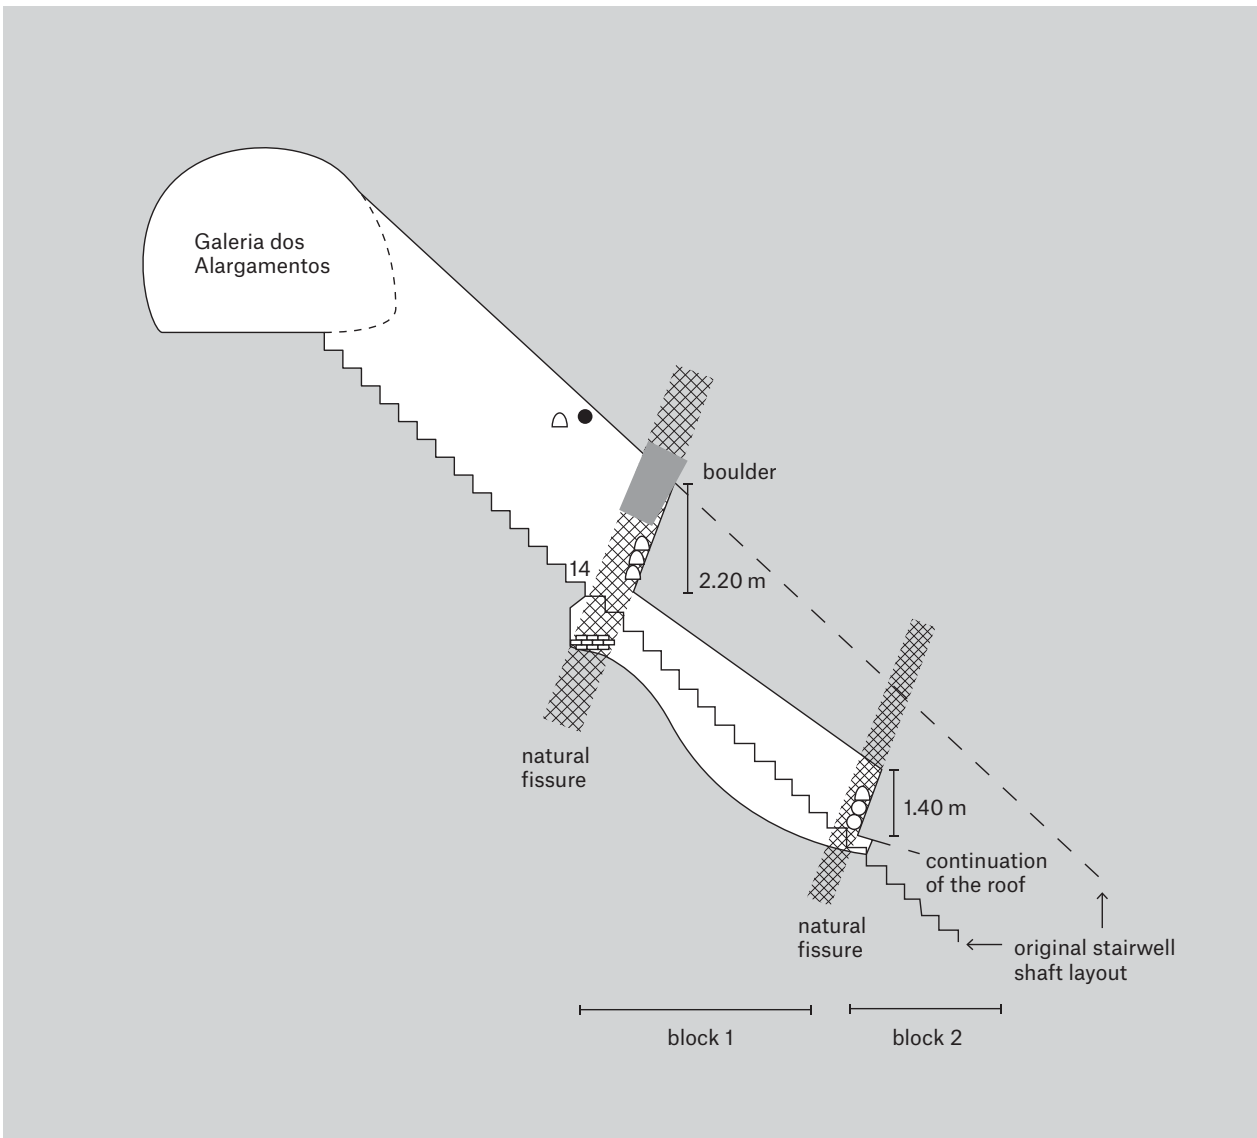 Galeria dos
Alargamentos
boulder
14
2.20 m
natural
fissure
1.40 m
continuation
of the roof
natural
fissure
original stairwell
shaft layout
block 1
block 2